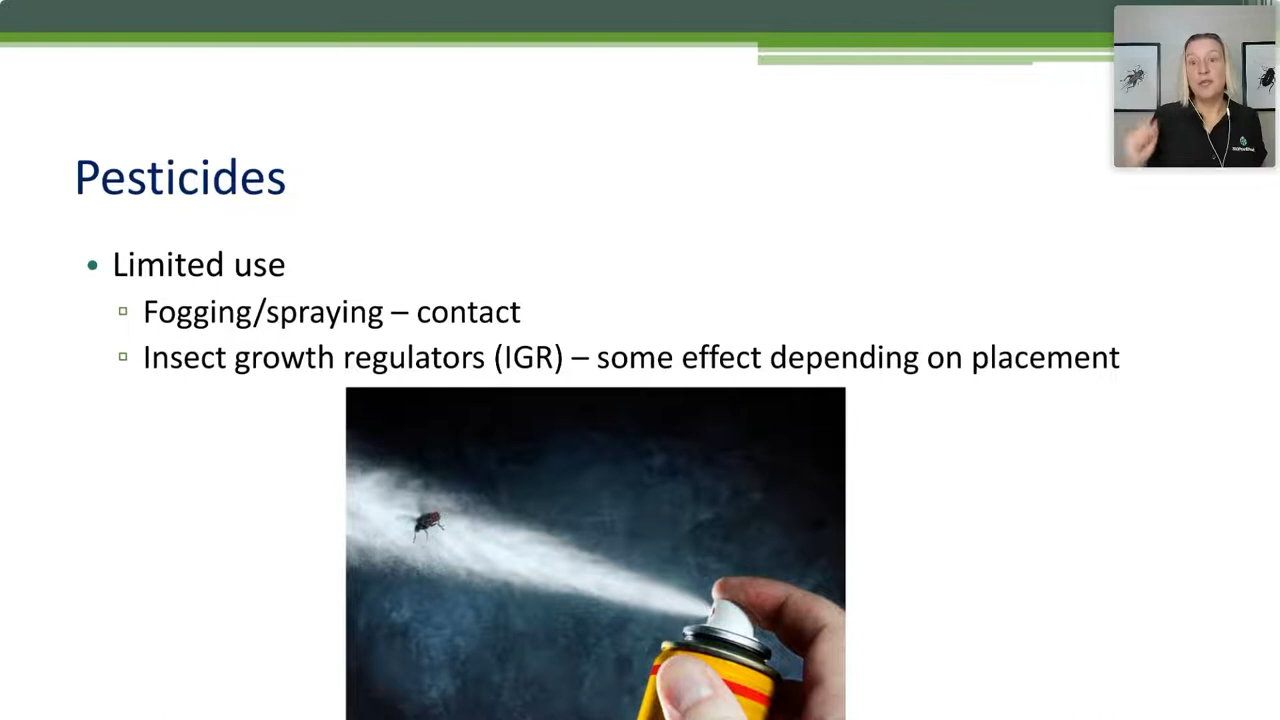 Pesticides
• Limited use
▫ Fogging/spraying – contact
▫ Insect growth regulators (IGR) – some effect depending on placement